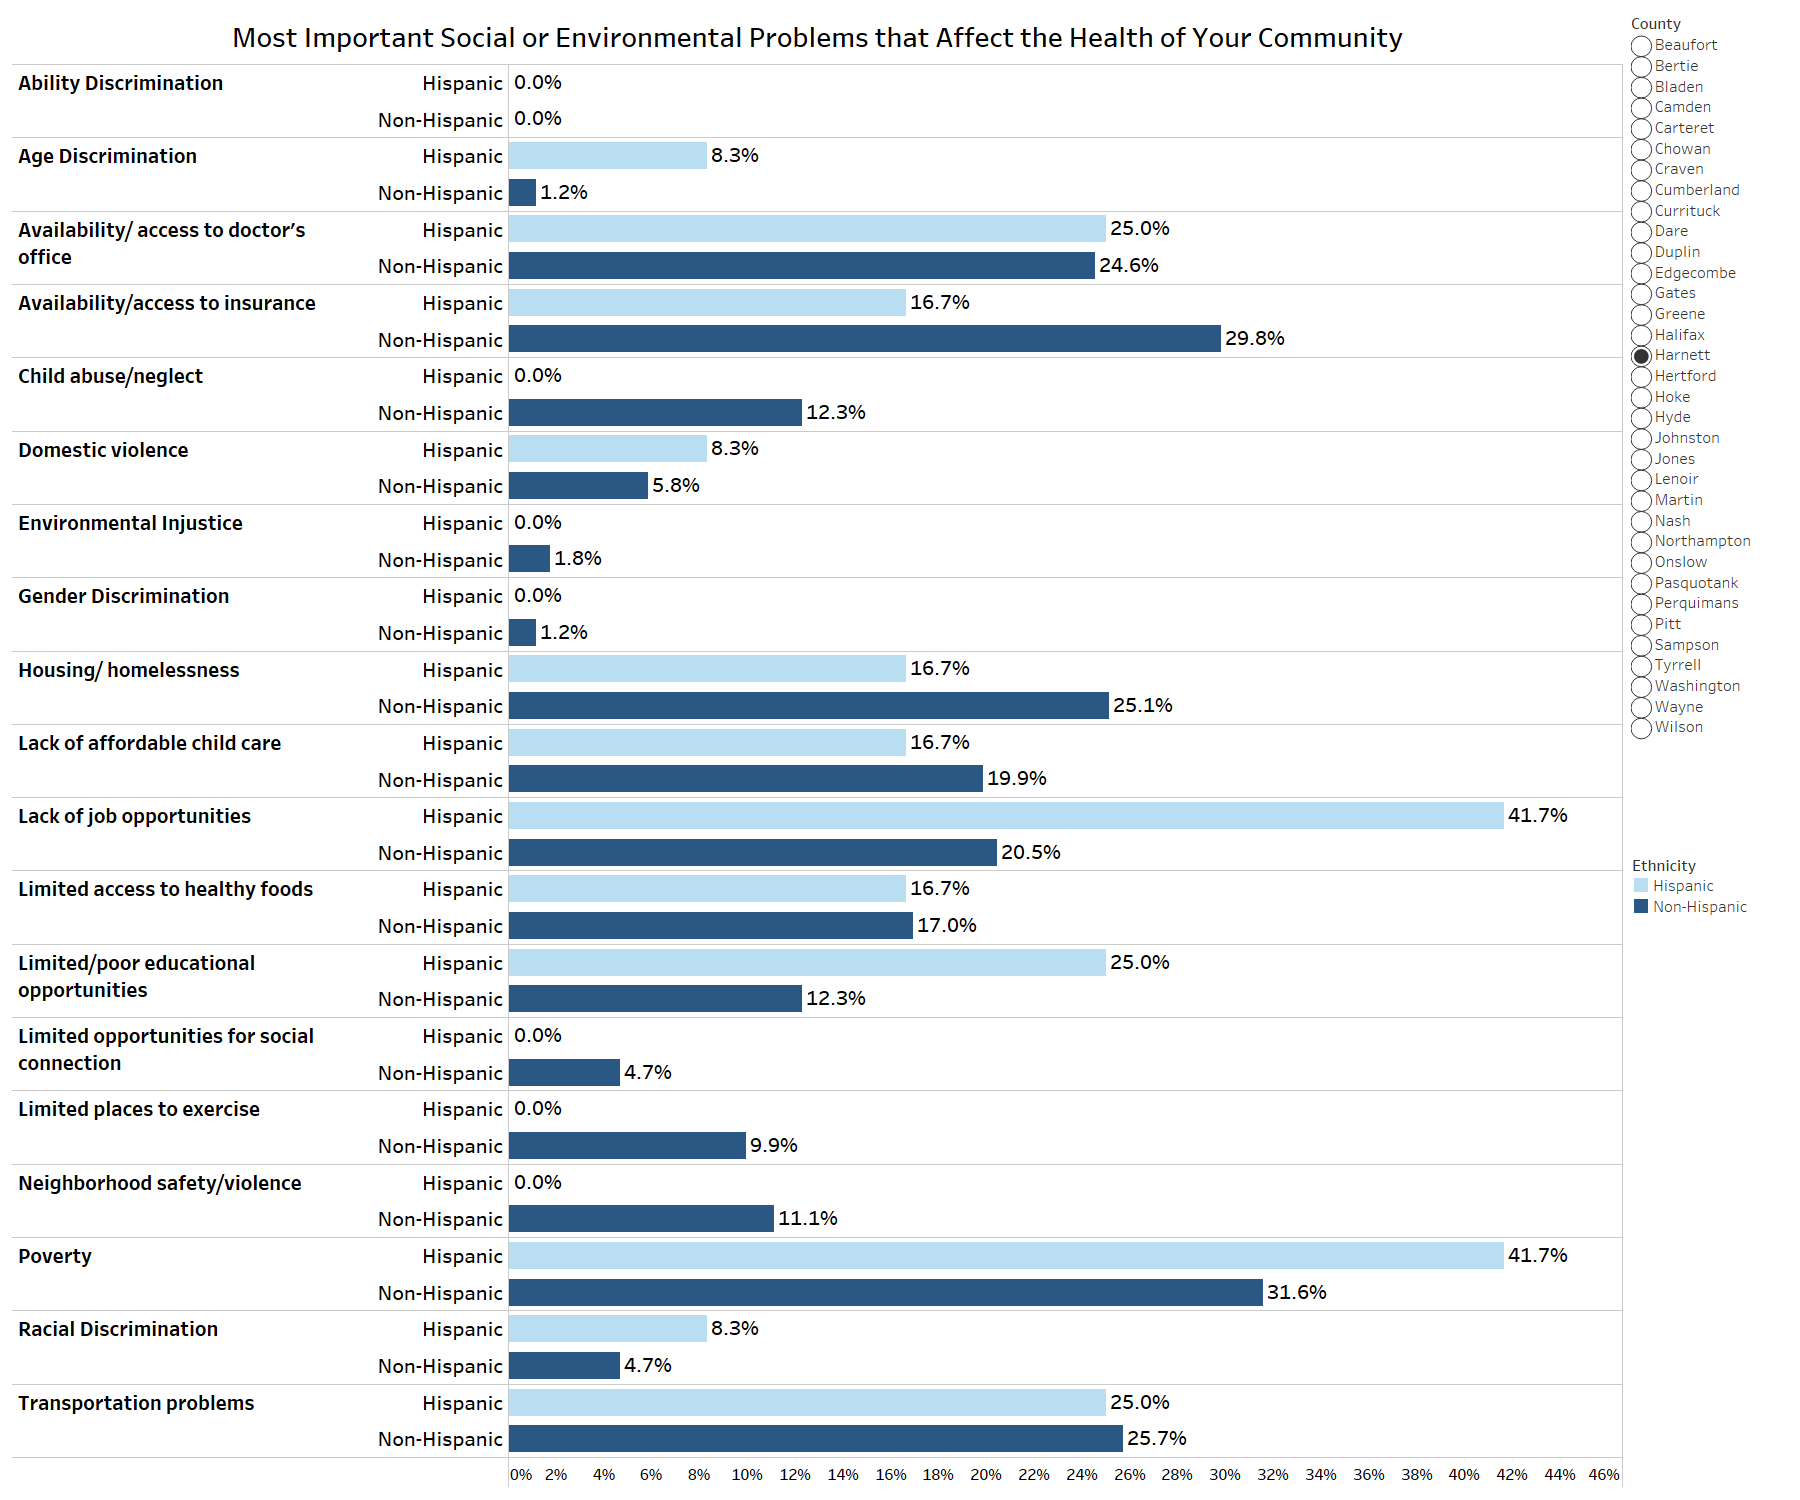 Most Important Social or Environmental Problems that Affect the Health of Your Community
Ability Discrimination
Hispanic 0.0%
Non-Hispanic 0.0%
Age Discrimination
Hispanic 8.3%
Non-Hispanic 1.2%
Availability/ access to doctor's
office
Hispanic 25.0%
Non-Hispanic 24.6%
Availability/access to insurance
Hispanic 16.7%
Non-Hispanic 29.8%
Child abuse/neglect
Hispanic 0.0%
Non-Hispanic 12.3%
Domestic violence
Hispanic 8.3%
Non-Hispanic 5.8%
Environmental Injustice
Hispanic 0.0%
Non-Hispanic 1.8%
Gender Discrimination
Hispanic 0.0%
Non-Hispanic 1.2%
Housing/ homelessness
Hispanic 16.7%
Non-Hispanic 25.1%
Lack of affordable child care
Hispanic 16.7%
Non-Hispanic 19.9%
Lack of job opportunities
Hispanic 41.7%
Non-Hispanic 20.5%
Limited access to healthy foods
Hispanic 16.7%
Non-Hispanic 17.0%
Limited/poor educational
opportunities
Hispanic 25.0%
Non-Hispanic 12.3%
Limited opportunities for social
connection
Hispanic 0.0%
Non-Hispanic 4.7%
Limited places to exercise
Hispanic 0.0%
Non-Hispanic 9.9%
Neighborhood safety/violence
Hispanic 0.0%
Non-Hispanic 11.1%
Poverty
Hispanic 41.7%
Non-Hispanic 31.6%
Racial Discrimination
Hispanic 8.3%
Non-Hispanic 4.7%
Transportation problems
Hispanic 25.0%
Non-Hispanic 25.7%
0% 2% 4% 6% 8% 10% 12% 14% 16% 18% 20% 22% 24% 26% 28% 30% 32% 34% 36% 38% 40% 42% 44% 46%
County
Beaufort
Bertie
Bladen
Camden
Carteret
Chowan
Craven
Cumberland
Currituck
Dare
Duplin
Edgecombe
Gates
Greene
Halifax
Harnett
Hertford
Hoke
Hyde
Johnston
Jones
Lenoir
Martin
Nash
Northampton
Onslow
Pasquotank
Perquimans
Pitt
Sampson
Tyrrell
Washington
Wayne
Wilson
Ethnicity
Hispanic
Non-Hispanic